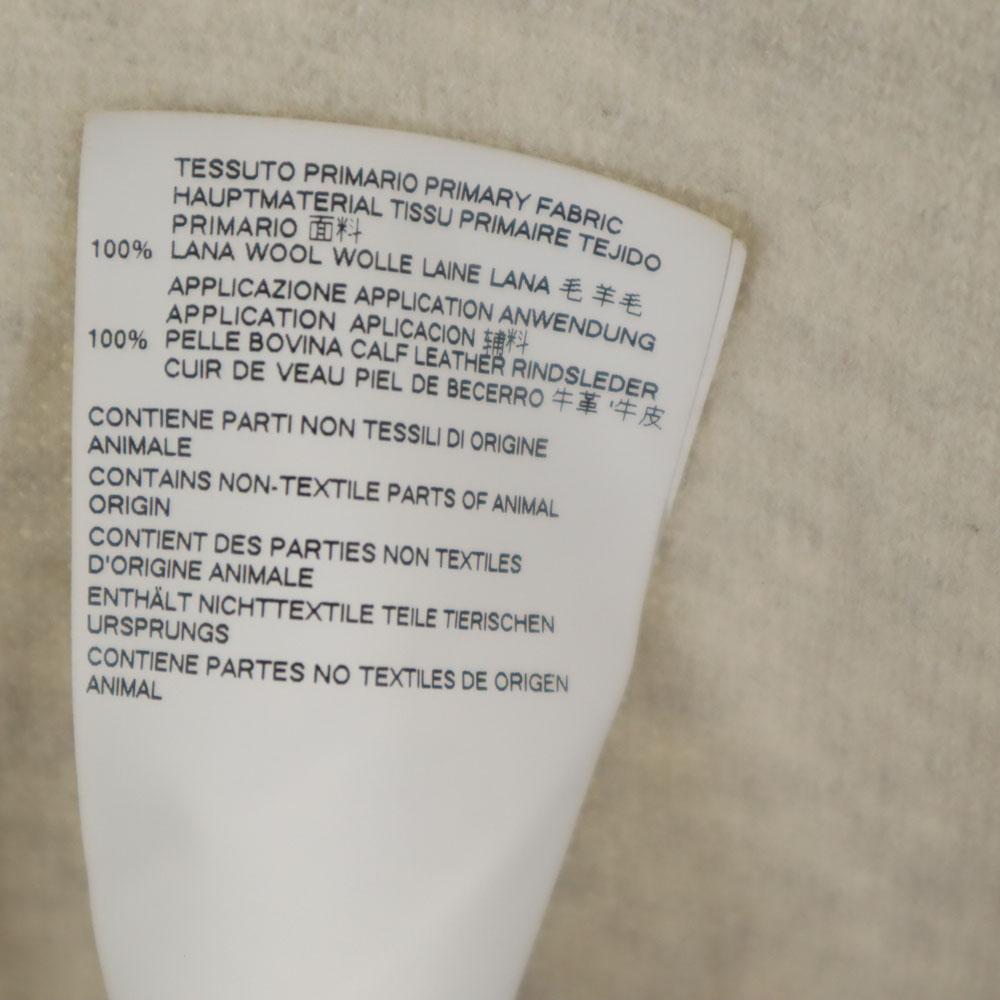 TESSUTO PRIMARIO PRIMARY FABRIC
HAUPTMATERIAL TISSU PRIMAIRE TEJIDO
PRIMARIO 面料
100% LANA WOOL WOLLE LAINE LANA 毛 羊毛
APPLICAZIONE APPLICATION ANWENDUNG
APPLICATION APLICACION 辅料
100% PELLE BOVINA CALF LEATHER RINDSLEDER
CUIR DE VEAU PIEL DE BECERRO 牛革 '牛皮
CONTIENE PARTI NON TESSILI DI ORIGINE
ANIMALE
CONTAINS NON-TEXTILE PARTS OF ANIMAL
ORIGIN
CONTIENT DES PARTIES NON TEXTILES
D'ORIGINE ANIMALE
ENTHÄLT NICHTTEXTILE TEILE TIERISCHEN
URSPRUNGS
CONTIENE PARTES NO TEXTILES DE ORIGEN
ANIMAL